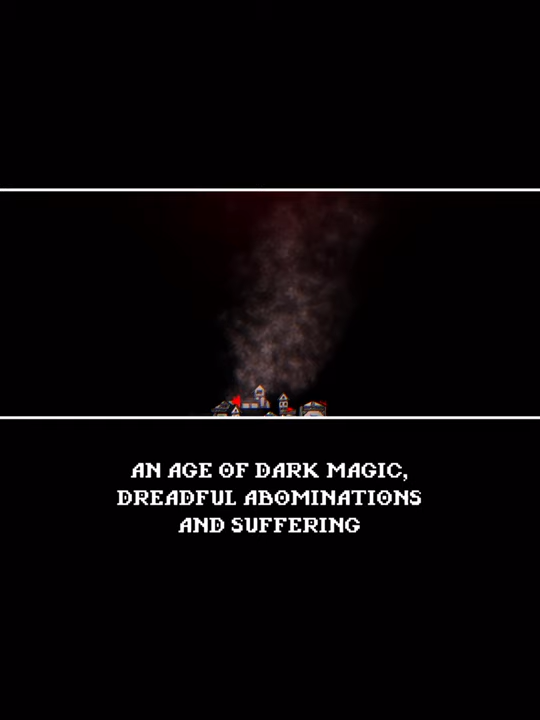 AN AGE OF DARK MAGIC,
DREADFUL ABOMINATIONS
AND SUFFERING